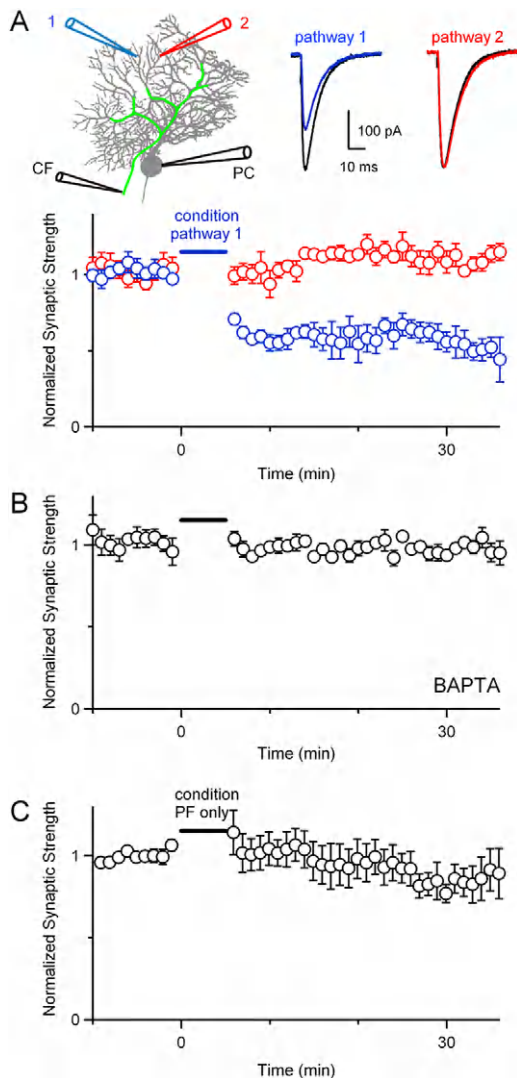 A
1
2
CF
PC
pathway 1
pathway 2
100 pA
10 ms
condition
pathway 1
Normalized Synaptic Strength
1
0
0
30
Time (min)
B
Normalized Synaptic Strength
1
0
BAPTA
0
30
Time (min)
C
condition
PF only
Normalized Synaptic Strength
1
0
0
30
Time (min)